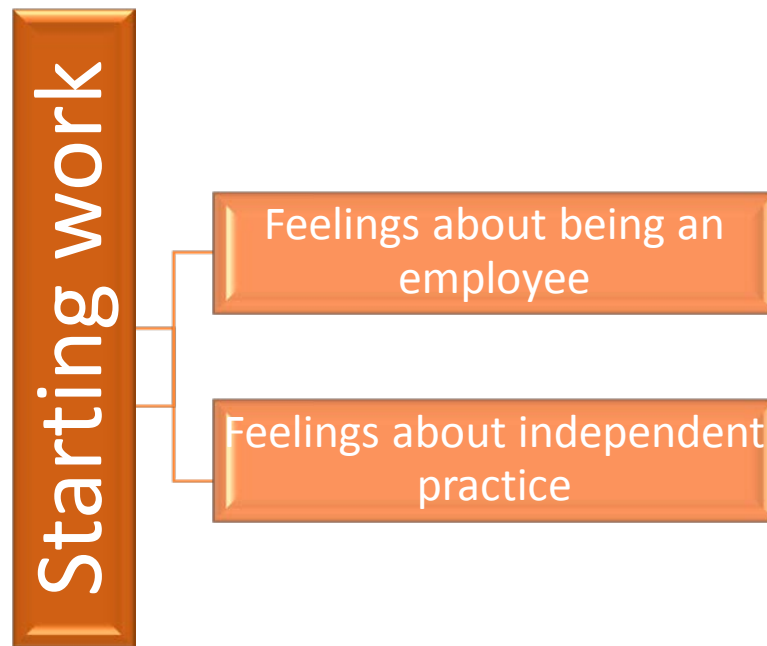 Starting work
Feelings about being an
employee
Feelings about independent
practice